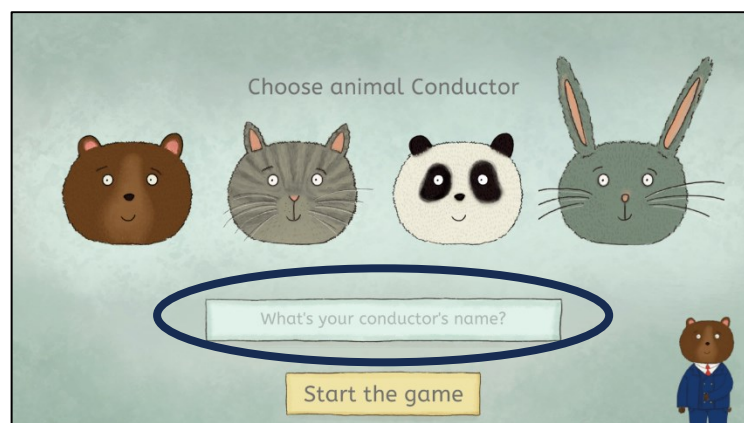 Choose animal Conductor
What's your conductor's name?
Start the game